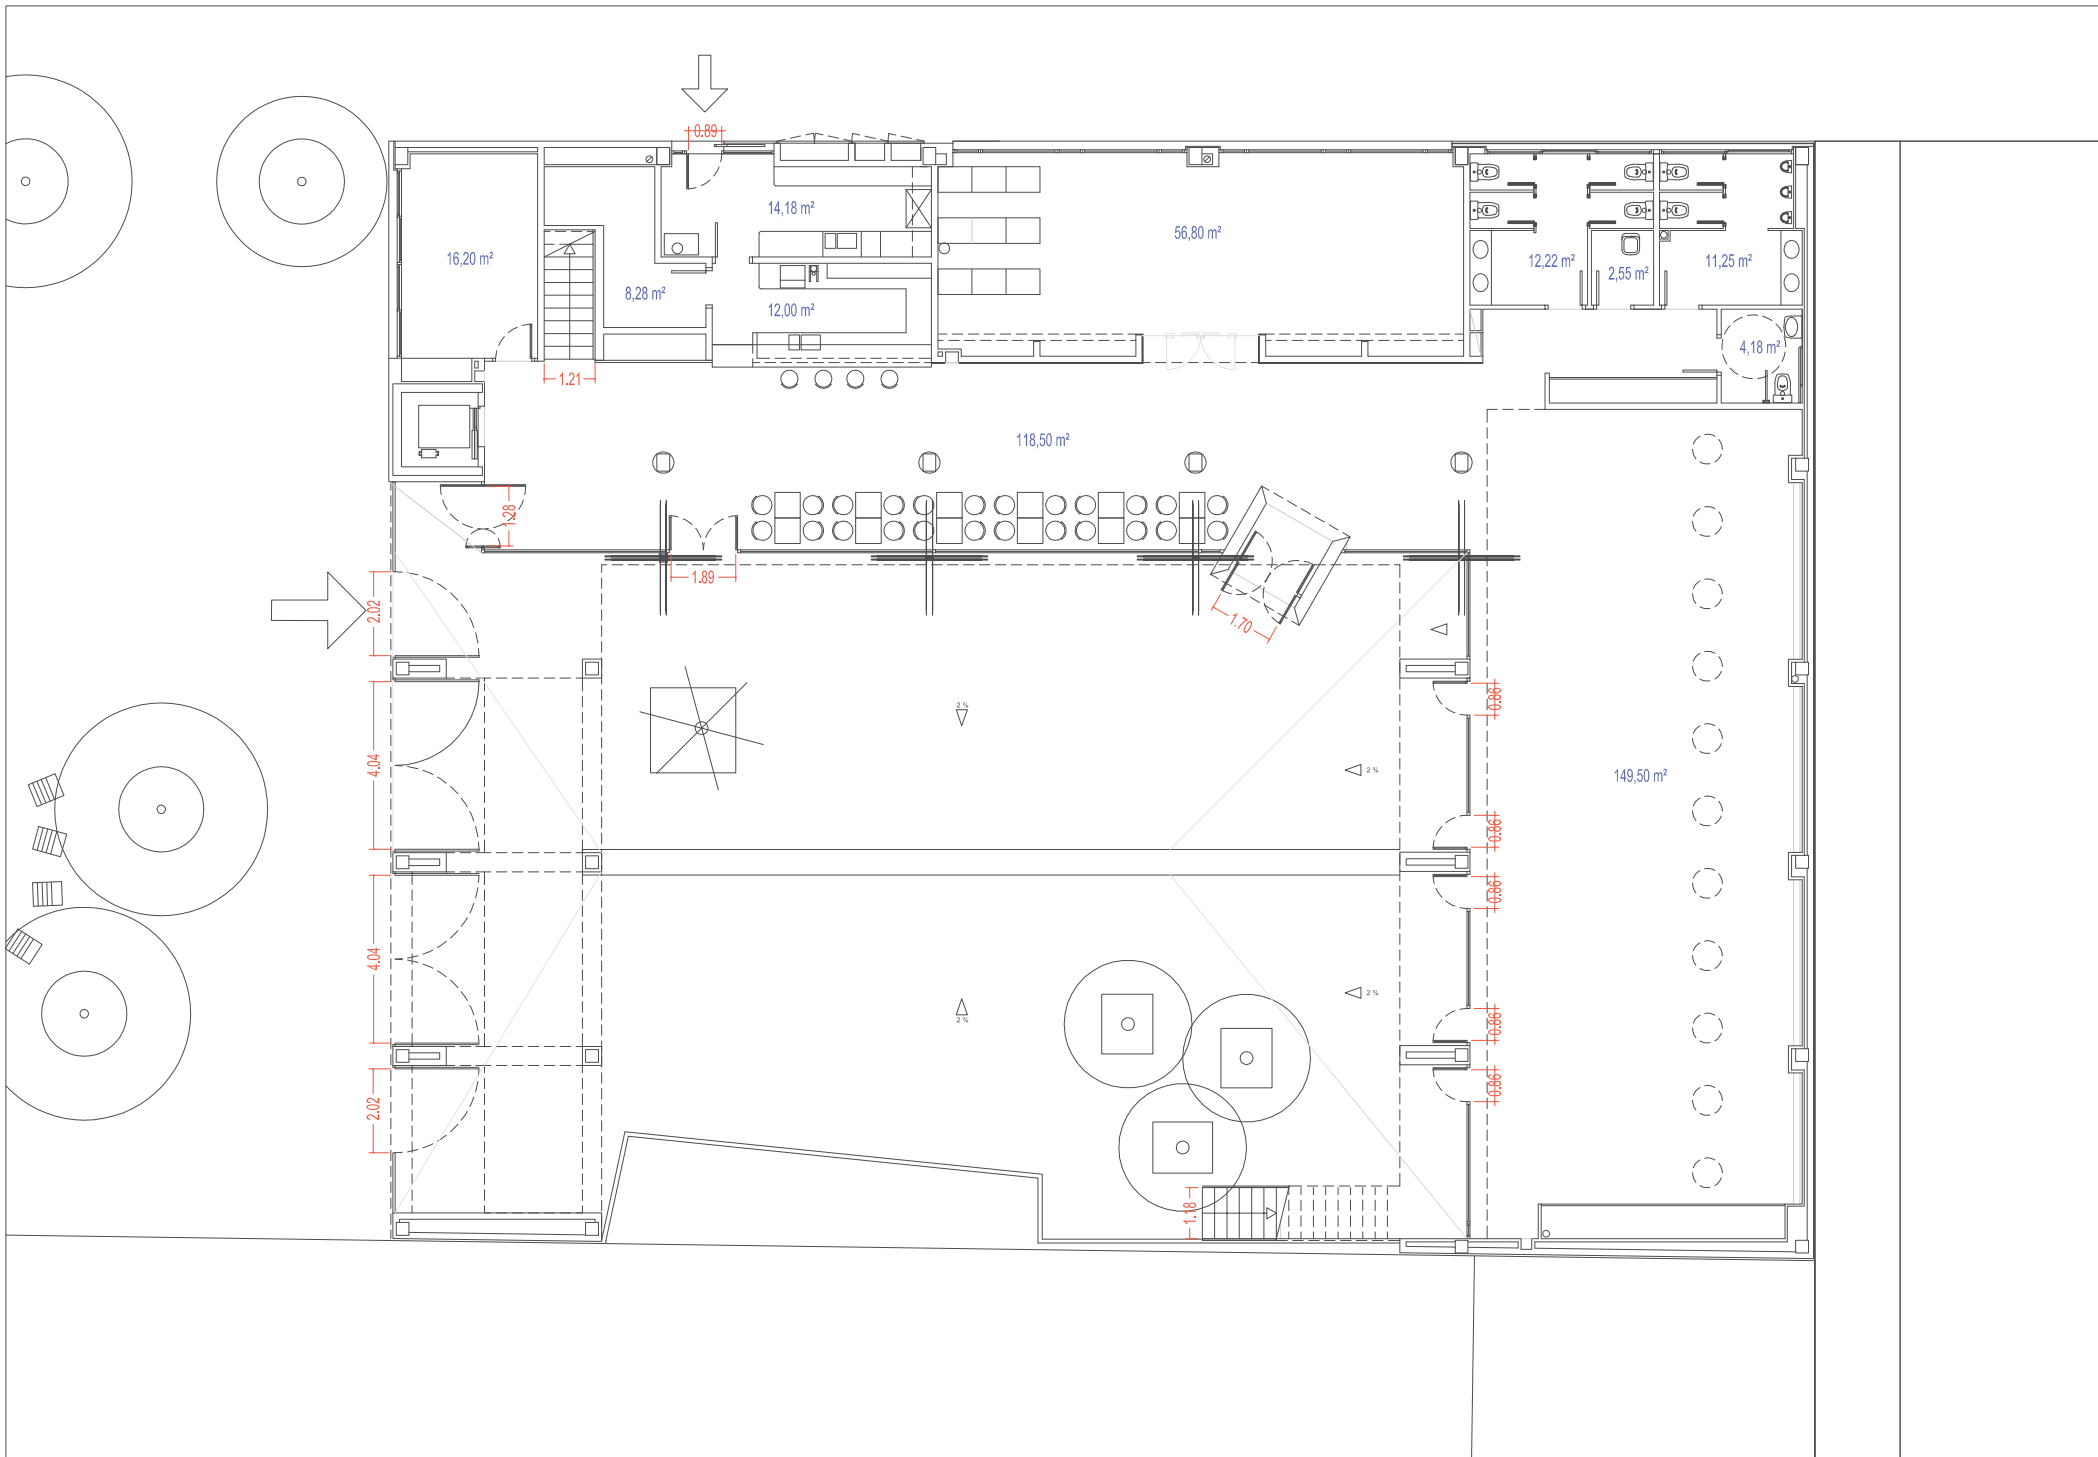 0.89
14,18 m²
56,80 m²
16,20 m²
12,22 m²
2,55 m²
11,25 m²
8,28 m²
12,00 m²
4,18 m²
1.21
118,50 m²
1.28
1.89
2.02
1.70
0.86
2 %
4.04
2 %
149,50 m²
0.86
0.86
4.04
2 %
2 %
0.86
0.86
2.02
1.18